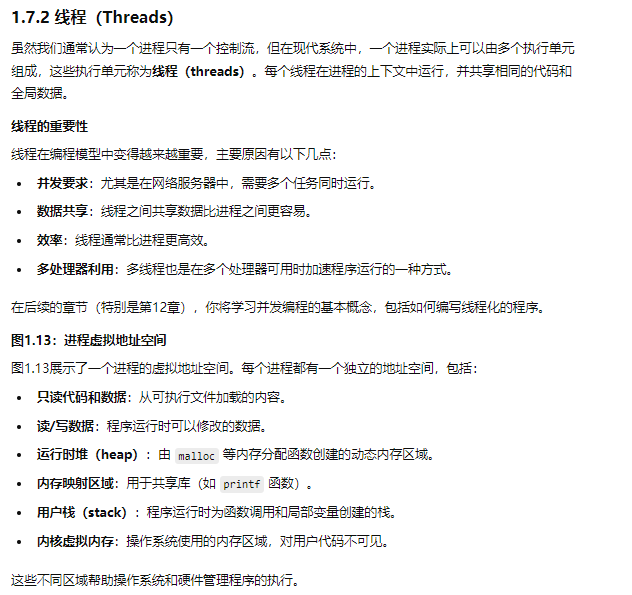 1.7.2 线程（Threads）
虽然我们通常认为一个进程只有一个控制流，但在现代系统中，一个进程实际上可以由多个执行单元
组成，这些执行单元称为线程（threads）。每个线程在进程的上下文中运行，并共享相同的代码和
全局数据。
线程的重要性
线程在编程模型中变得越来越重要，主要原因有以下几点：
• 并发要求：尤其是在网络服务器中，需要多个任务同时运行。
• 数据共享：线程之间共享数据比进程之间更容易。
• 效率：线程通常比进程更高效。
• 多处理器利用：多线程也是在多个处理器可用时加速程序运行的一种方式。
在后续的章节（特别是第12章），你将学习并发编程的基本概念，包括如何编写线程化的程序。
图1.13：进程虚拟地址空间
图1.13展示了一个进程的虚拟地址空间。每个进程都有一个独立的地址空间，包括：
• 只读代码和数据：从可执行文件加载的内容。
• 读/写数据：程序运行时可以修改的数据。
• 运行时堆（heap）：由 malloc 等内存分配函数创建的动态内存区域。
• 内存映射区域：用于共享库（如 printf 函数）。
• 用户栈（stack）：程序运行时为函数调用和局部变量创建的栈。
• 内核虚拟内存：操作系统使用的内存区域，对用户代码不可见。
这些不同区域帮助操作系统和硬件管理程序的执行。